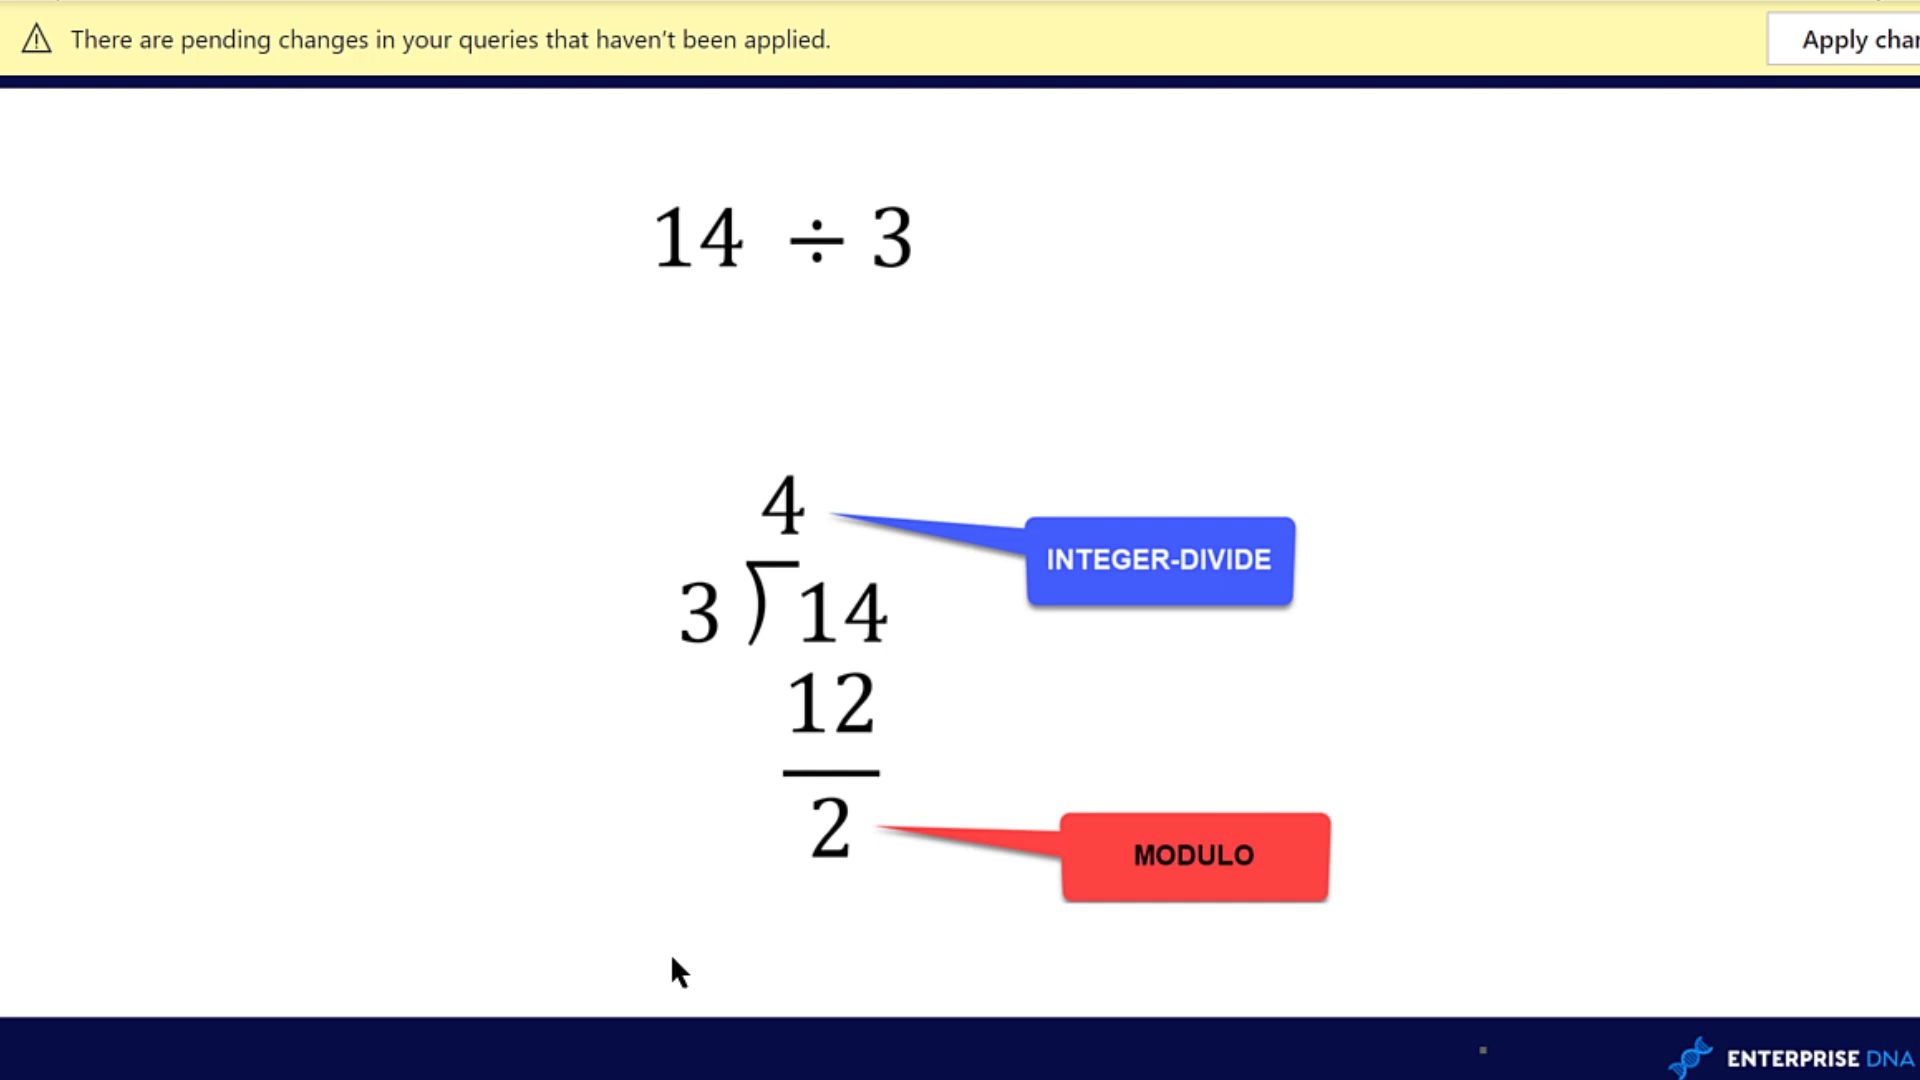 There are pending changes in your queries that haven't been applied.
Apply
14 ÷ 3
4
INTEGER-DIVIDE
3 ) 14
12
2
MODULO
ENTERPRISE DNA